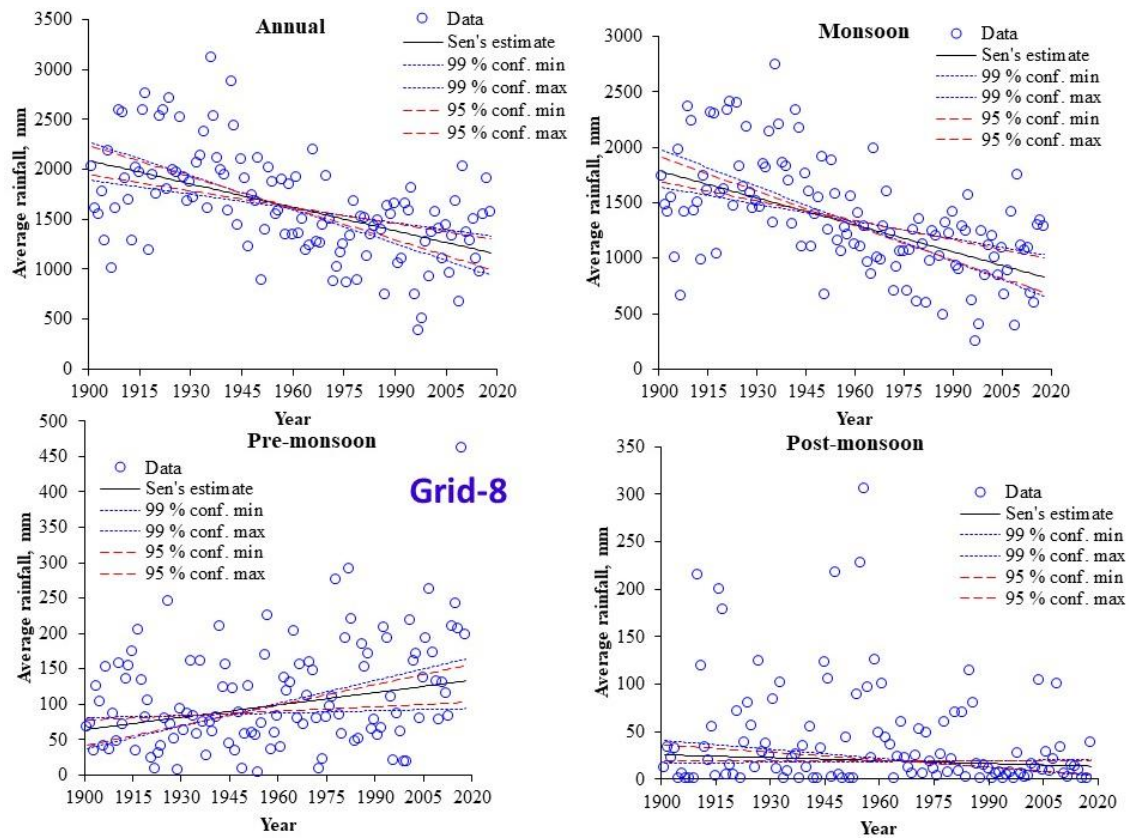 Annual
Data
Sen's estimate
99 % conf. min
99 % conf. max
95 % conf. min
95 % conf. max
Average rainfall, mm
3500
3000
2500
2000
1500
1000
500
0
1900 1915 1930 1945 1960 1975 1990 2005 2020
Year
Monsoon
Data
Sen's estimate
99 % conf. min
99 % conf. max
95 % conf. min
95 % conf. max
Average rainfall, mm
3000
2500
2000
1500
1000
500
0
1900 1915 1930 1945 1960 1975 1990 2005 2020
Year
Pre-monsoon
Data
Sen's estimate
99 % conf. min
99 % conf. max
95 % conf. min
95 % conf. max
Grid-8
Average rainfall, mm
500
450
400
350
300
250
200
150
100
50
0
1900 1915 1930 1945 1960 1975 1990 2005 2020
Year
Post-monsoon
Data
Sen's estimate
99 % conf. min
99 % conf. max
95 % conf. min
95 % conf. max
Average rainfall, mm
350
300
250
200
150
100
50
0
1900 1915 1930 1945 1960 1975 1990 2005 2020
Year